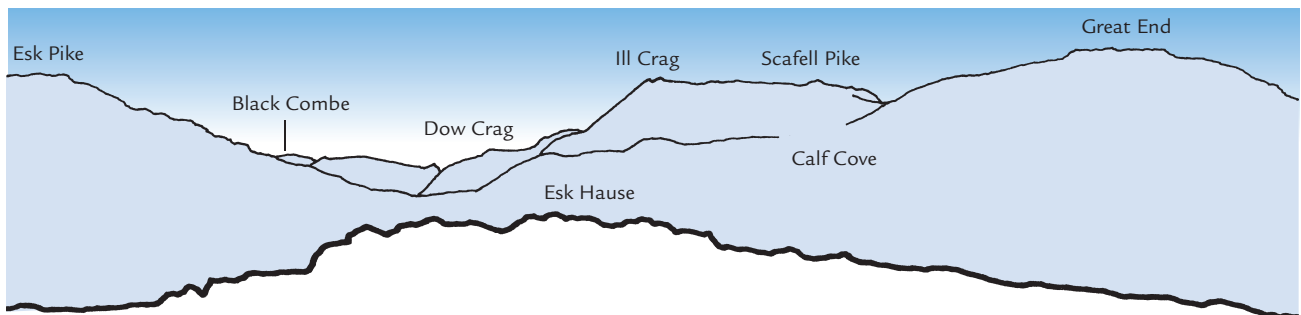 Esk Pike
Black Combe
Dow Crag
Ill Crag
Scafell Pike
Great End
Calf Cove
Esk Hause